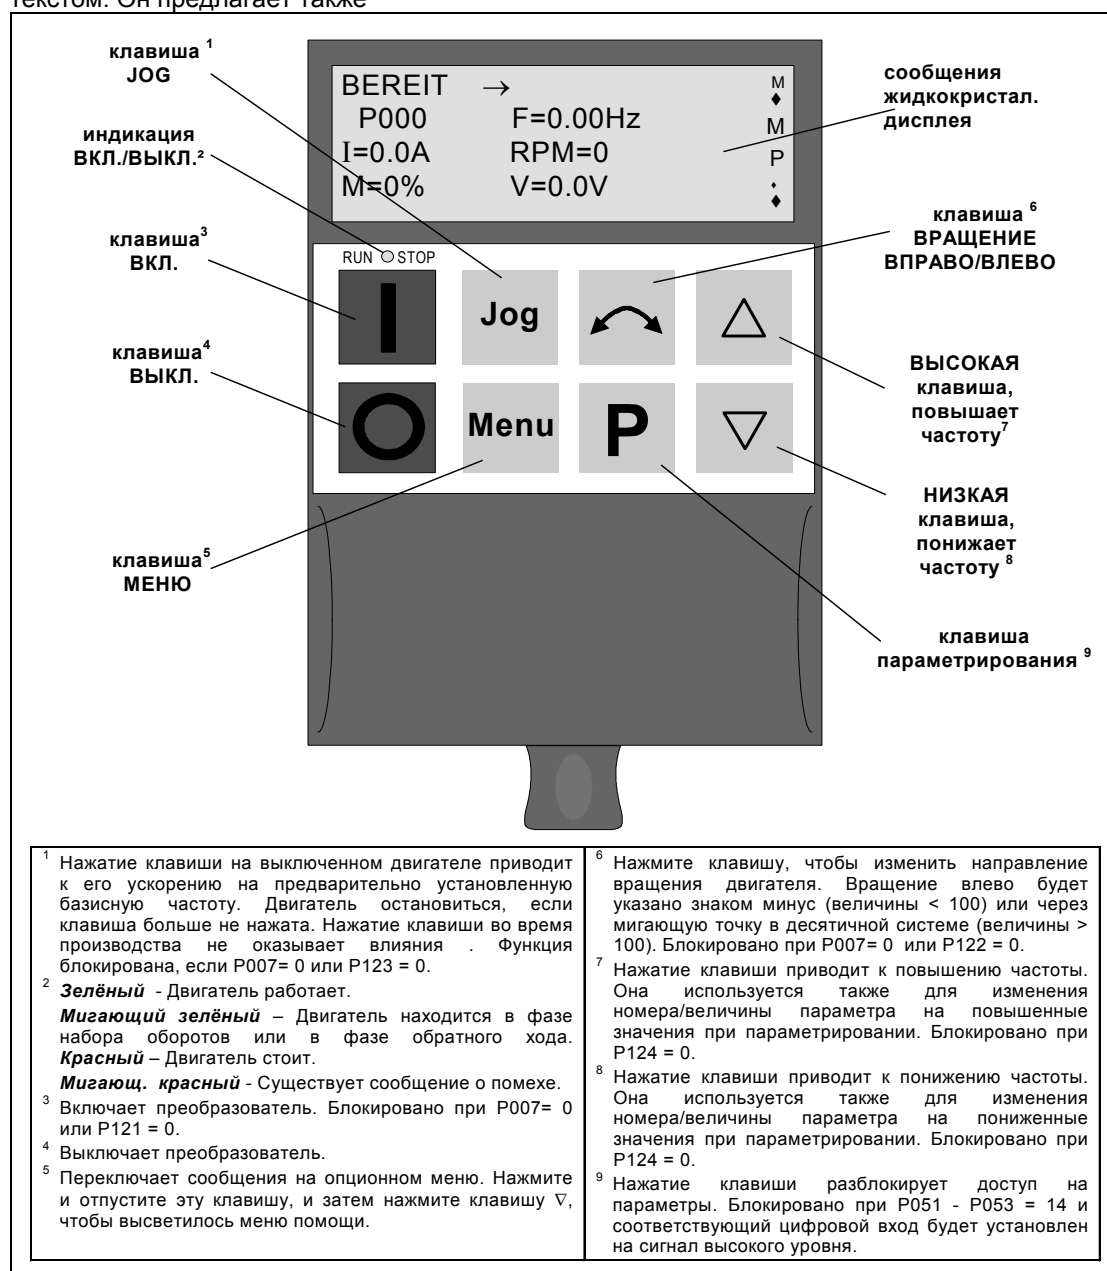 текстом. Он предлагает также
клавиша ¹
JOG
индикация
ВКЛ./ВЫКЛ.²
клавиша³
ВКЛ.
клавиша⁴
ВЫКЛ.
клавиша⁵
МЕНЮ
BEREIT →
P000 F=0.00Hz
I=0.0A RPM=0
M=0% V=0.0V
M
♦
M
P
♦
♦
RUN STOP
Jog
Menu
P
сообщения
жидкокристал.
дисплея
клавиша ⁶
ВРАЩЕНИЕ
ВПРАВО/ВЛЕВО
ВЫСОКАЯ
клавиша,
повышает
частоту⁷
НИЗКАЯ
клавиша,
понижает
частоту ⁸
клавиша
параметрирования ⁹
¹ Нажатие клавиши на выключенном двигателе приводит
к его ускорению на предварительно установленную
базисную частоту. Двигатель остановиться, если
клавиша больше не нажата. Нажатие клавиши во время
производства не оказывает влияния . Функция
блокирована, если P007= 0 или P123 = 0.
² Зелёный - Двигатель работает.
Мигающий зелёный – Двигатель находится в фазе
набора оборотов или в фазе обратного хода.
Красный – Двигатель стоит.
Мигающ. красный - Существует сообщение о помехе.
³ Включает преобразователь. Блокировано при P007= 0
или P121 = 0.
⁴ Выключает преобразователь.
⁵ Переключает сообщения на опционном меню. Нажмите
и отпустите эту клавишу, и затем нажмите клавишу ∇,
чтобы высветилось меню помощи.
⁶ Нажмите клавишу, чтобы изменить направление
вращения двигателя. Вращение влево будет
указано знаком минус (величины < 100) или через
мигающую точку в десятичной системе (величины >
100). Блокировано при P007= 0 или P122 = 0.
⁷ Нажатие клавиши приводит к повышению частоты.
Она используется также для изменения
номера/величины параметра на повышенные
значения при параметрировании. Блокировано при
P124 = 0.
⁸ Нажатие клавиши приводит к понижению частоты.
Она используется также для изменения
номера/величины параметра на пониженные
значения при параметрировании. Блокировано при
P124 = 0.
⁹ Нажатие клавиши разблокирует доступ на
параметры. Блокировано при P051 - P053 = 14 и
соответствующий цифровой вход будет установлен
на сигнал высокого уровня.